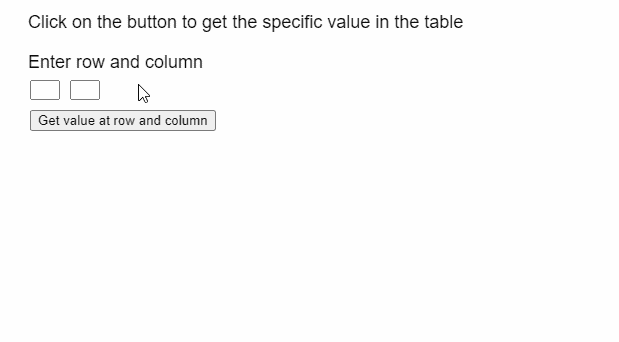 Click on the button to get the specific value in the table
Enter row and column
Get value at row and column